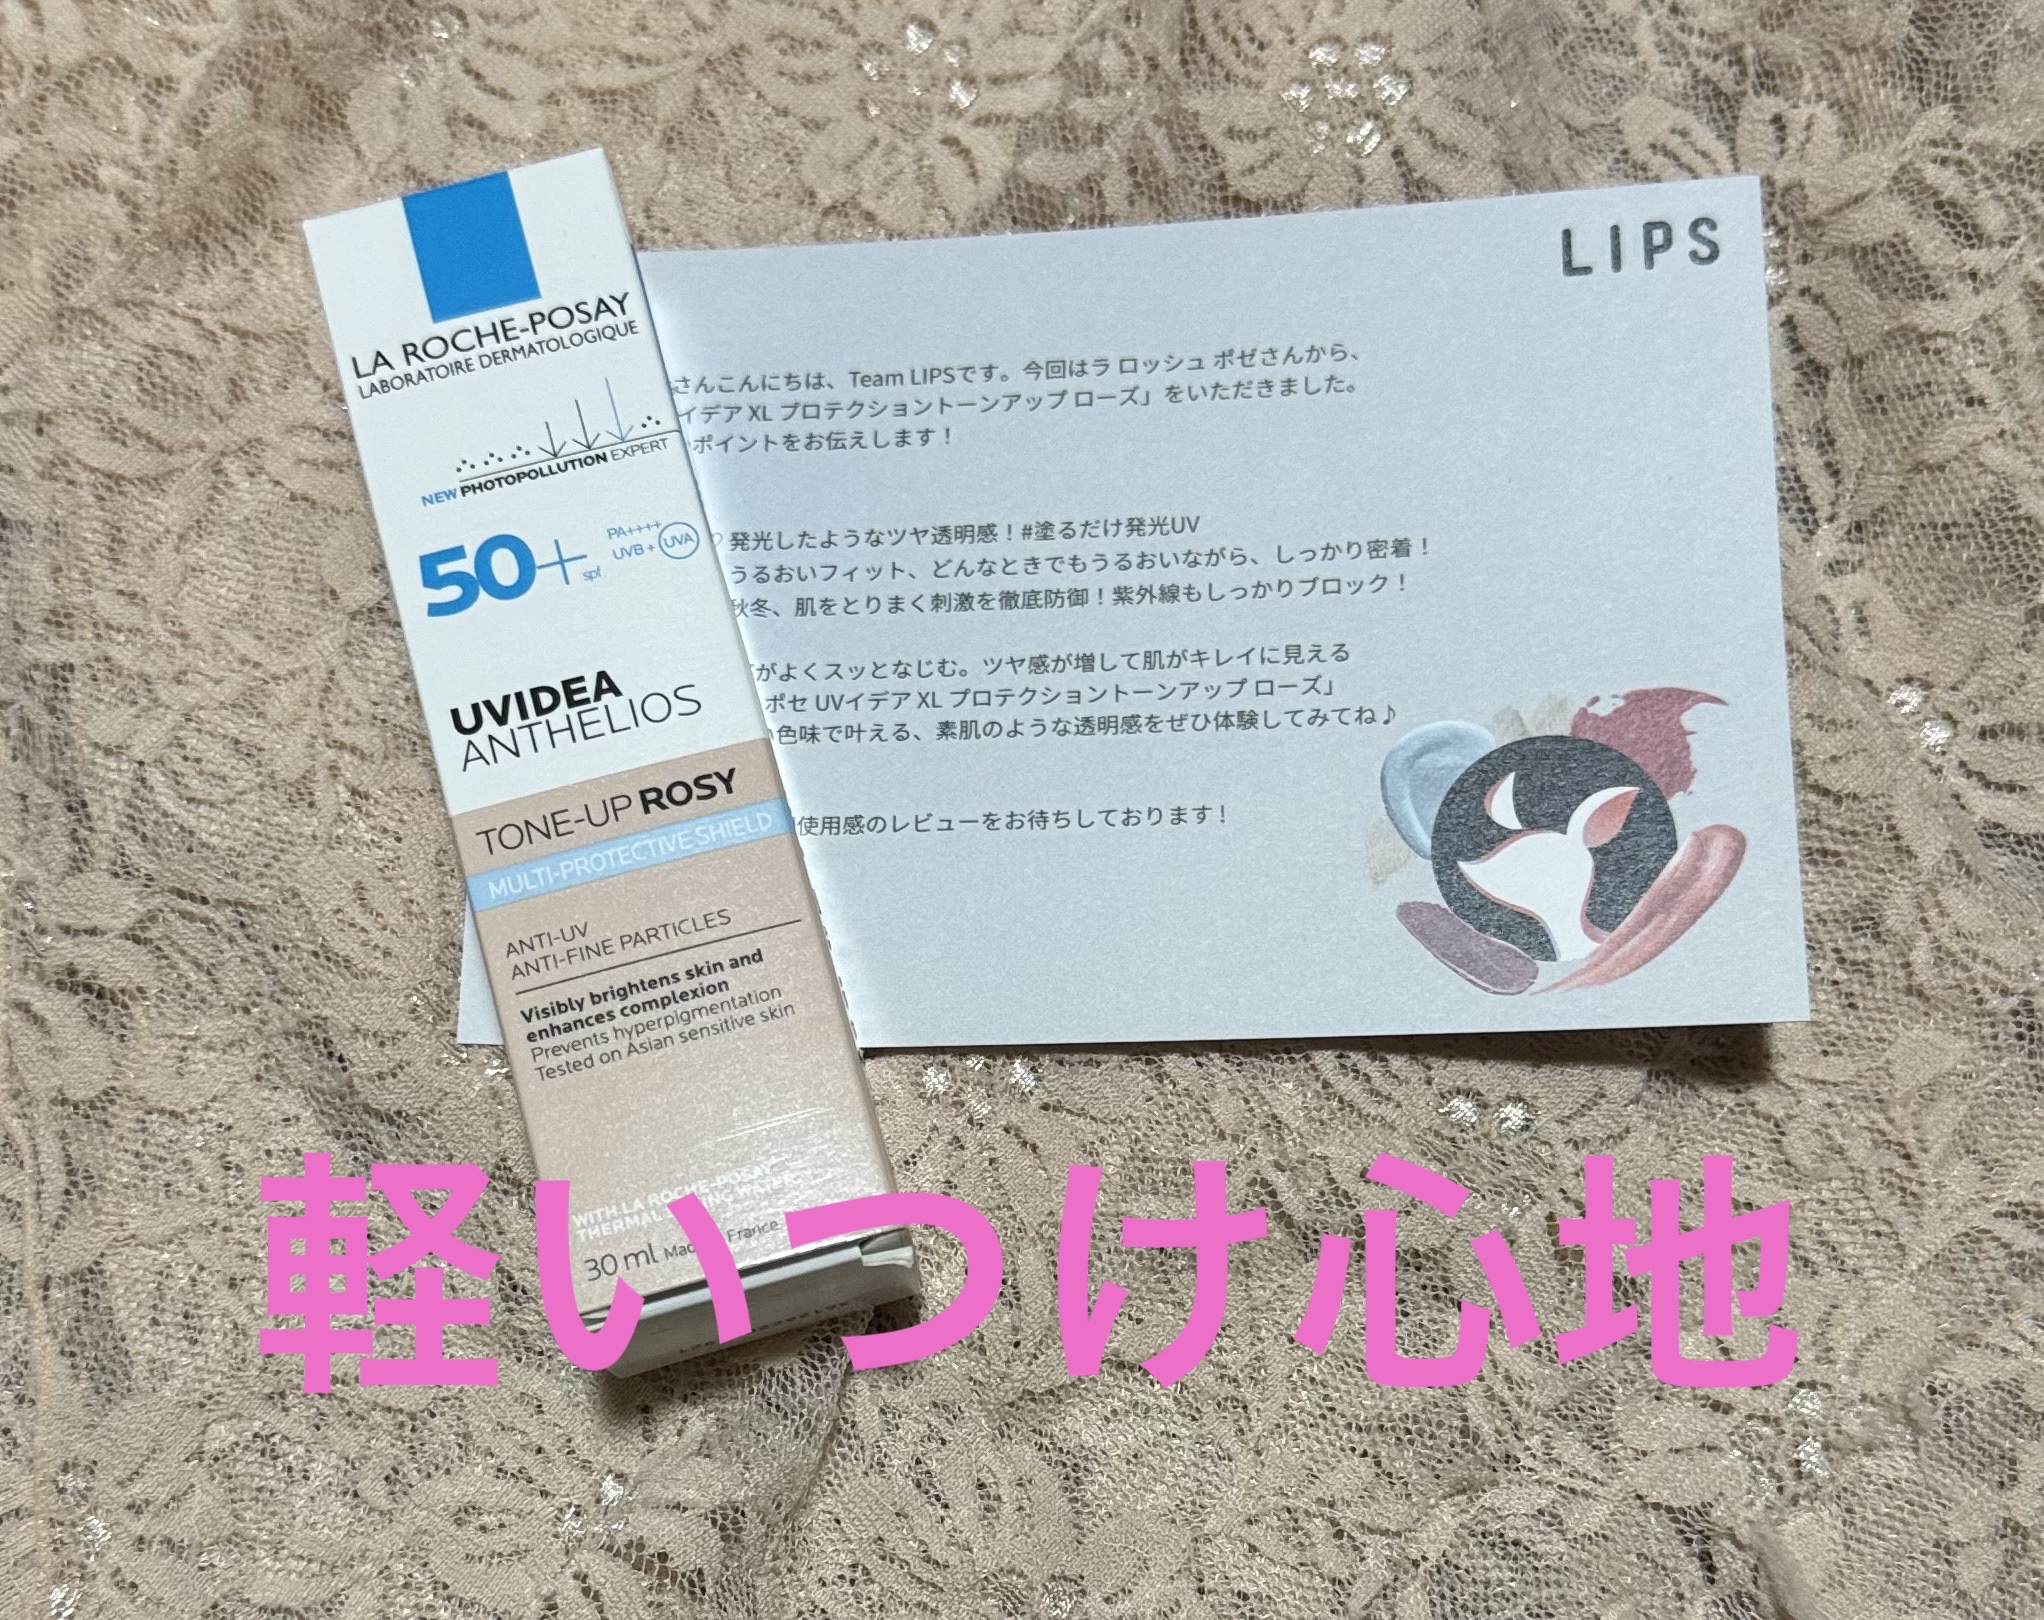 LA ROCHE-POSAY
LABORATOIRE DERMATOLOGIQUE
NEW PHOTOPOLLUTION EXPERT
50+ spf
PA++++
UVB + UVA
UVIDEA
ANTHELIOS
TONE-UP ROSY
MULTI-PROTECTIVE SHIELD
ANTI-UV
ANTI-FINE PARTICLES
Visibly brightens skin and
enhances complexion
Prevents hyperpigmentation
Tested on Asian sensitive skin
WITH LA ROCHE-POSAY
WATER
30 ml France
LIPS
さんこんにちは、Team LIPSです。今回はラ ロッシュ ポゼさんから、
イデア XL プロテクショントーンアップ ローズ」をいただきました。
ポイントをお伝えします！
発光したようなツヤ透明感！#塗るだけ発光UV
うるおいフィット、どんなときでもうるおいながら、しっかり密着！
秋冬、肌をとりまく刺激を徹底防御！紫外線もしっかりブロック！
がよくスッとなじむ。ツヤ感が増して肌がキレイに見える
ポセ UVイデア XL プロテクショントーンアップ ローズ」
色味で叶える、素肌のような透明感をぜひ体験してみてね♪
使用感のレビューをお待ちしております！
軽いつけ心地